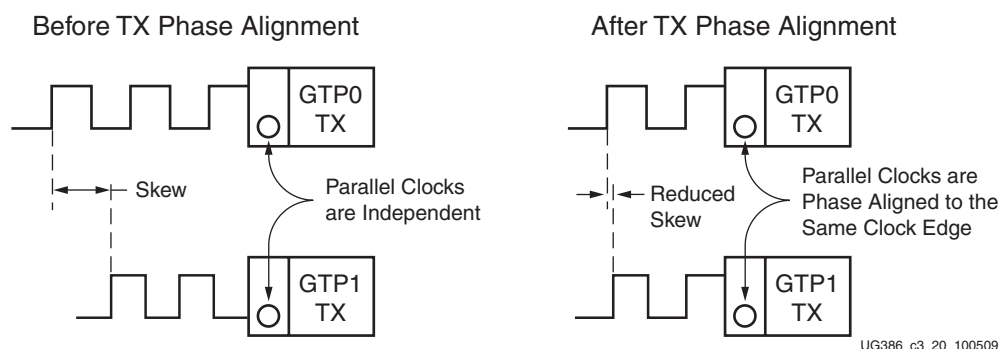 Before TX Phase Alignment
GTP0
TX
Skew
Parallel Clocks
are Independent
GTP1
TX
After TX Phase Alignment
GTP0
TX
Reduced
Skew
Parallel Clocks are
Phase Aligned to the
Same Clock Edge
GTP1
TX
UG386_c3_20_100509